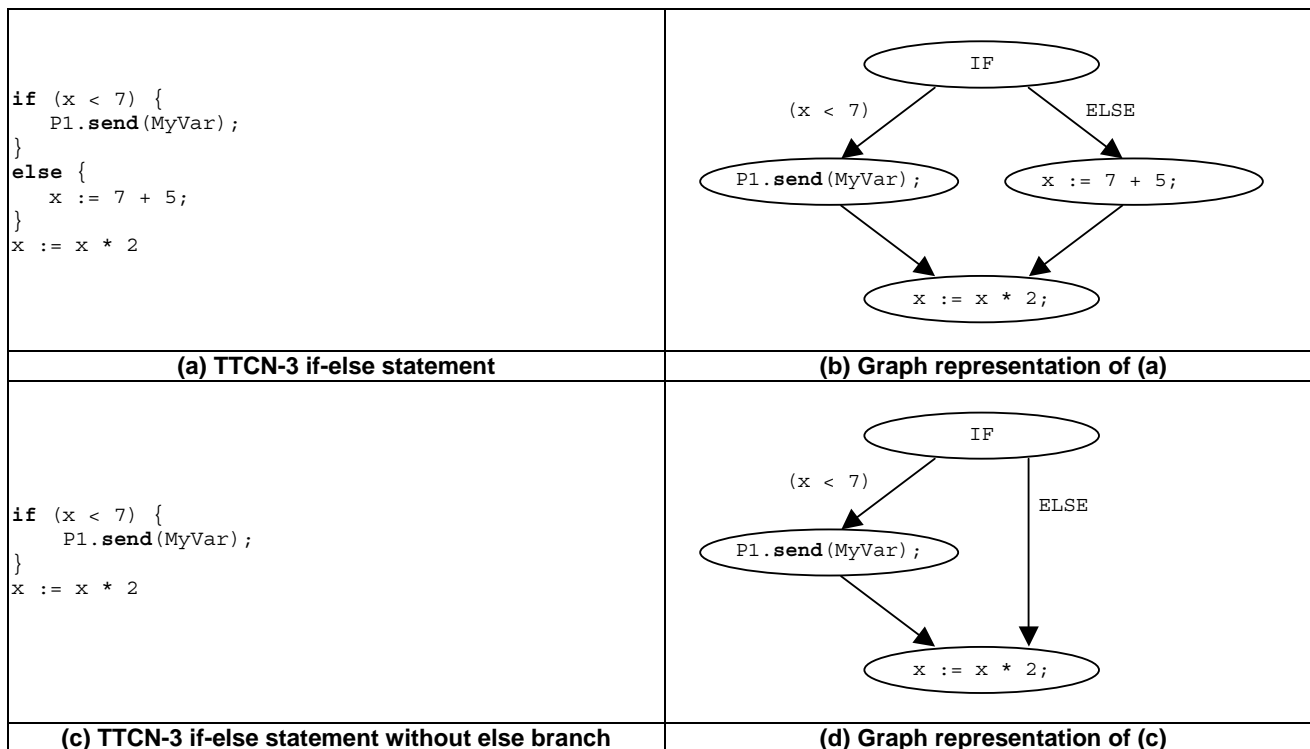 if (x < 7) {
   P1.send(MyVar);
}
else {
   x := 7 + 5;
}
x := x * 2
IF
(x < 7)
ELSE
P1.send(MyVar);
x := 7 + 5;
x := x * 2;
(a) TTCN-3 if-else statement
(b) Graph representation of (a)
if (x < 7) {
    P1.send(MyVar);
}
x := x * 2
IF
(x < 7)
ELSE
P1.send(MyVar);
x := x * 2;
(c) TTCN-3 if-else statement without else branch
(d) Graph representation of (c)